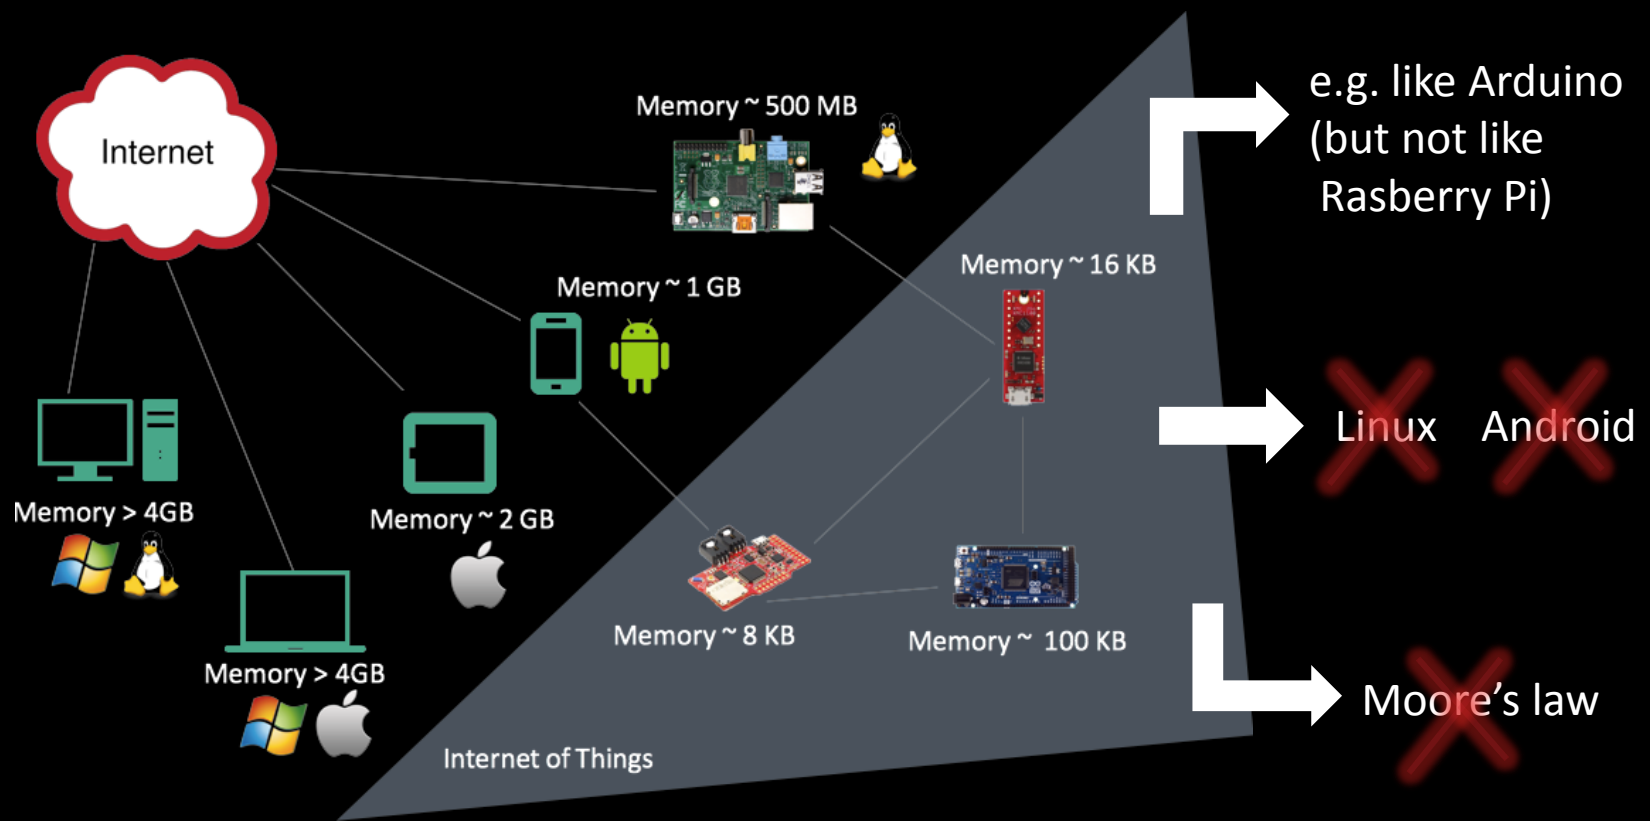 Internet
Memory ~ 500 MB
e.g. like Arduino
(but not like
Rasberry Pi)
Memory ~ 16 KB
Memory ~ 1 GB
Linux Android
Memory > 4GB
Memory ~ 2 GB
Memory ~ 8 KB
Memory ~ 100 KB
Memory > 4GB
Moore’s law
Internet of Things